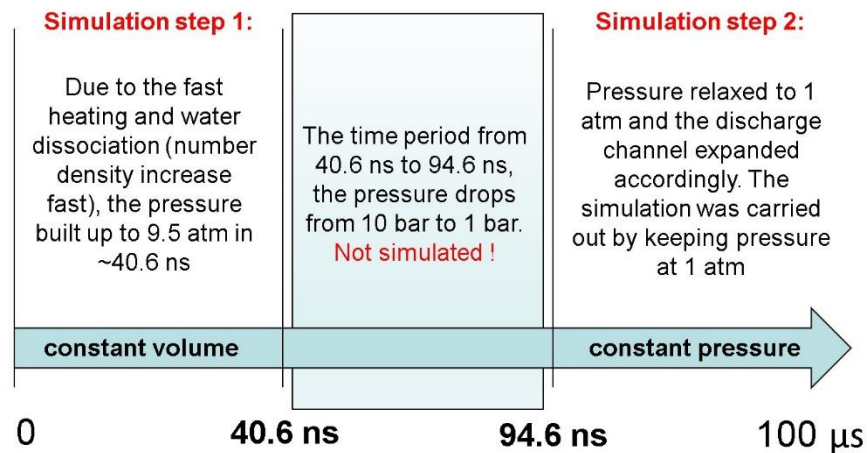 Simulation step 1:
Due to the fast
heating and water
dissociation (number
density increase
fast), the pressure
built up to 9.5 atm in
~40.6 ns
The time period from
40.6 ns to 94.6 ns,
the pressure drops
from 10 bar to 1 bar.
Not simulated !
Simulation step 2:
Pressure relaxed to 1
atm and the discharge
channel expanded
accordingly. The
simulation was carried
out by keeping pressure
at 1 atm
constant volume
constant pressure
0
40.6 ns
94.6 ns
100 μs